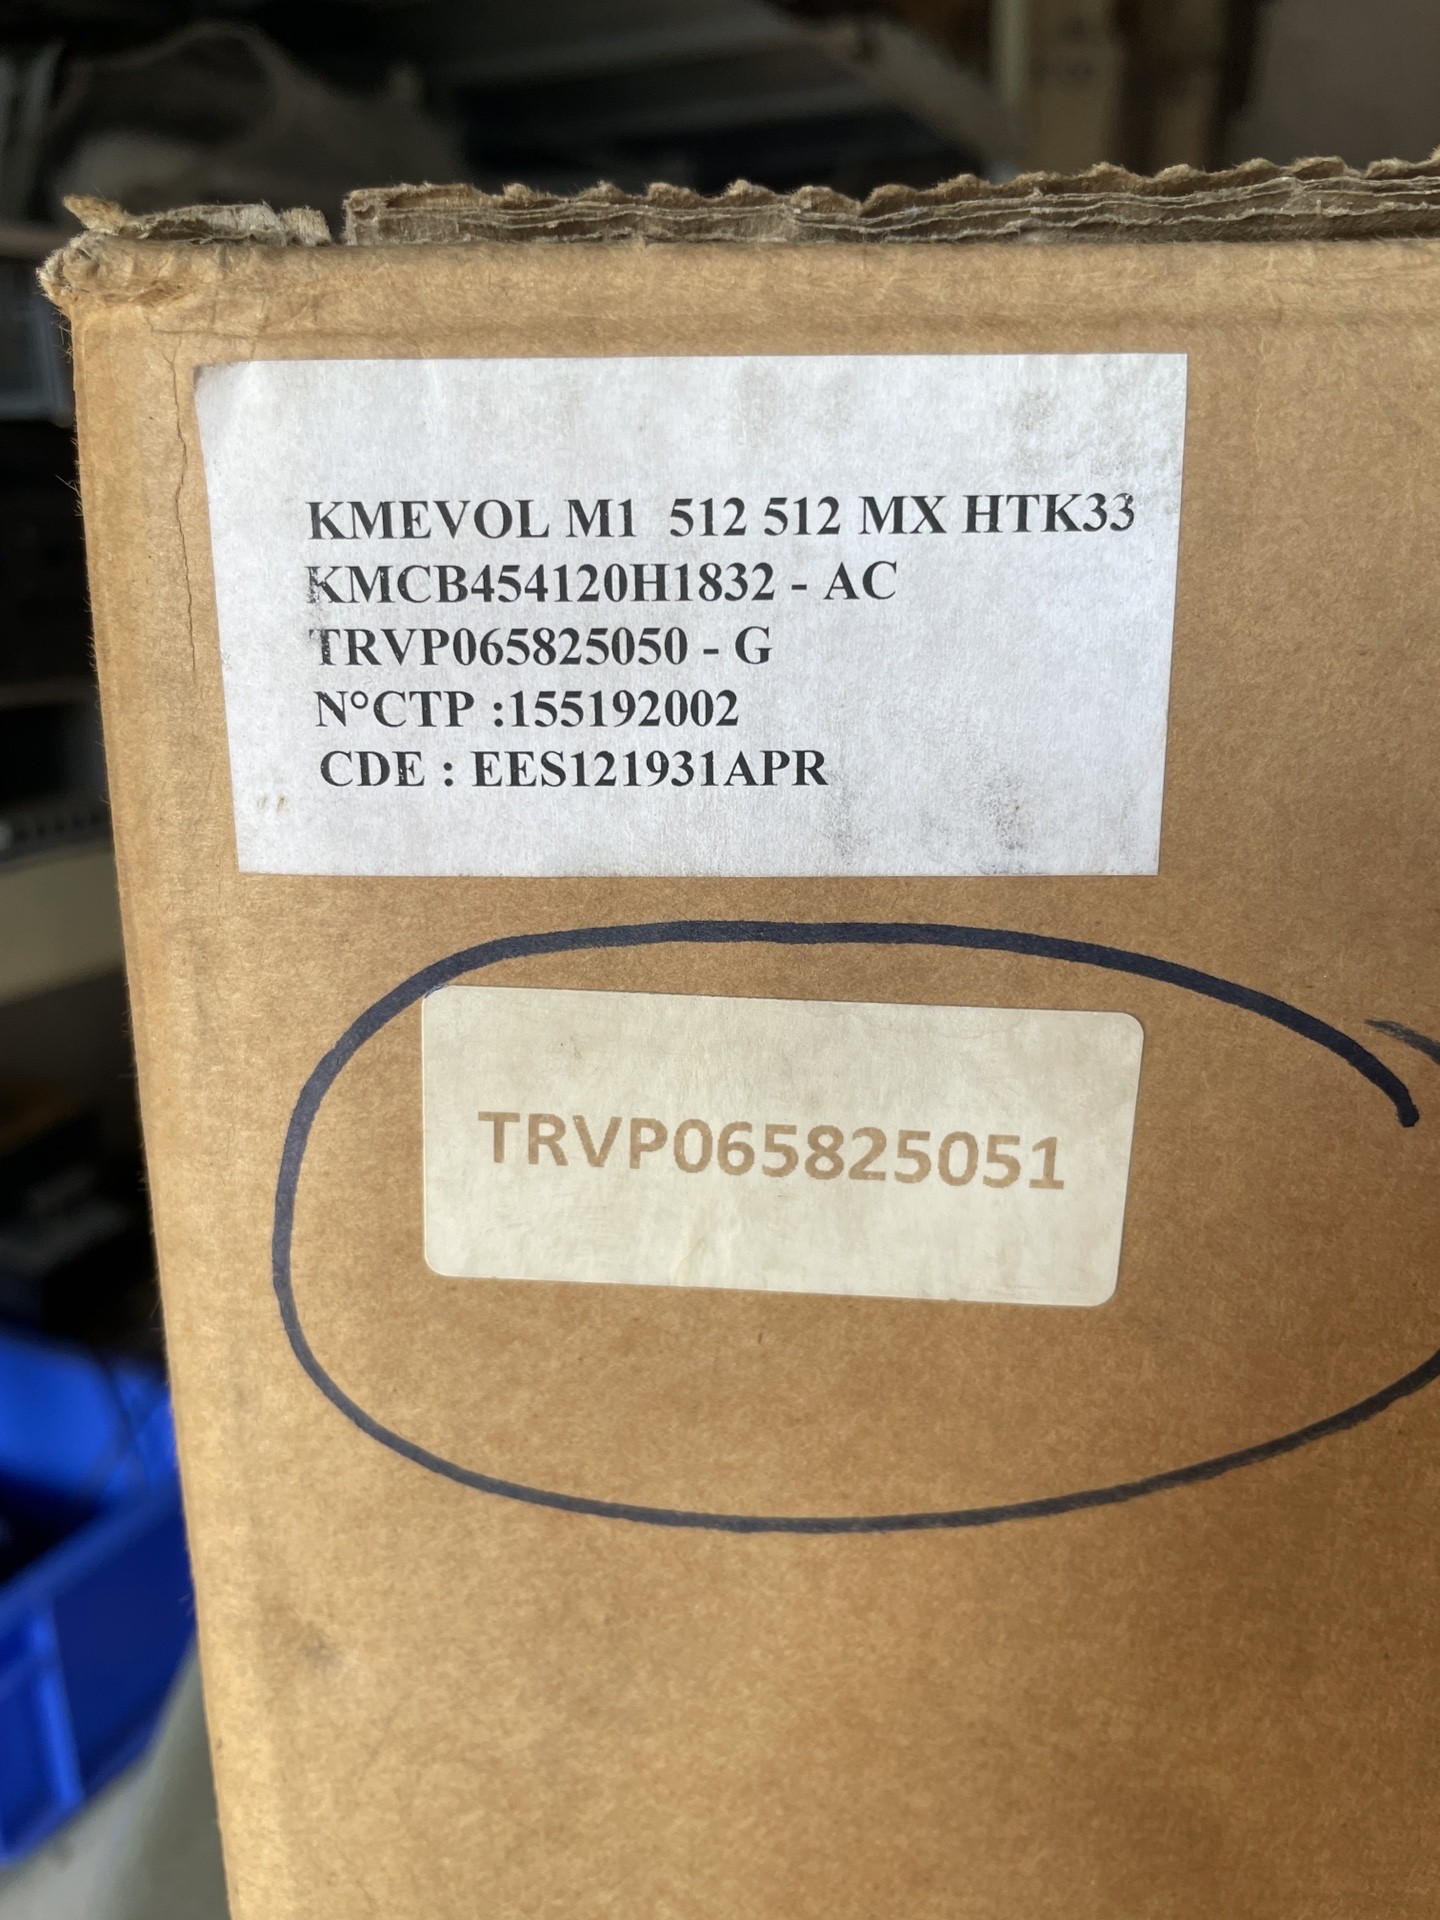 KMEVOL M1 512 512 MX HTK33
KMCB454120H1832 - AC
TRVP065825050 - G
N°CTP :155192002
CDE : EES121931APR
TRVP065825051